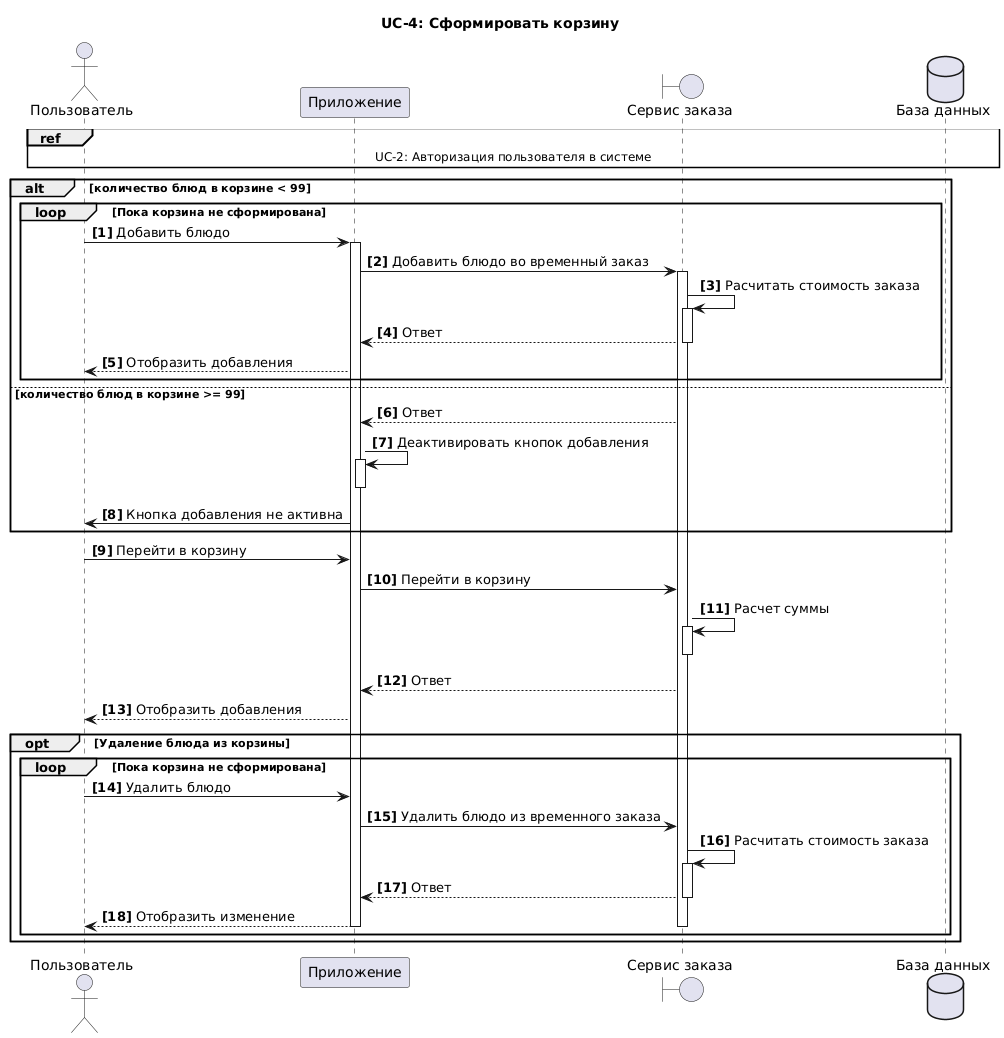 UC-4: Сформировать корзину
Пользователь
Приложение
Сервис заказа
База данных
ref
UC-2: Авторизация пользователя в системе
alt [количество блюд в корзине < 99]
loop [Пока корзина не сформирована]
[1] Добавить блюдо
[2] Добавить блюдо во временный заказ
[3] Расчитать стоимость заказа
[4] Ответ
[5] Отобразить добавления
[количество блюд в корзине >= 99]
[6] Ответ
[7] Деактивировать кнопок добавления
[8] Кнопка добавления не активна
[9] Перейти в корзину
[10] Перейти в корзину
[11] Расчет суммы
[12] Ответ
[13] Отобразить добавления
opt [Удаление блюда из корзины]
loop [Пока корзина не сформирована]
[14] Удалить блюдо
[15] Удалить блюдо из временного заказа
[16] Расчитать стоимость заказа
[17] Ответ
[18] Отобразить изменение
Пользователь
Приложение
Сервис заказа
База данных